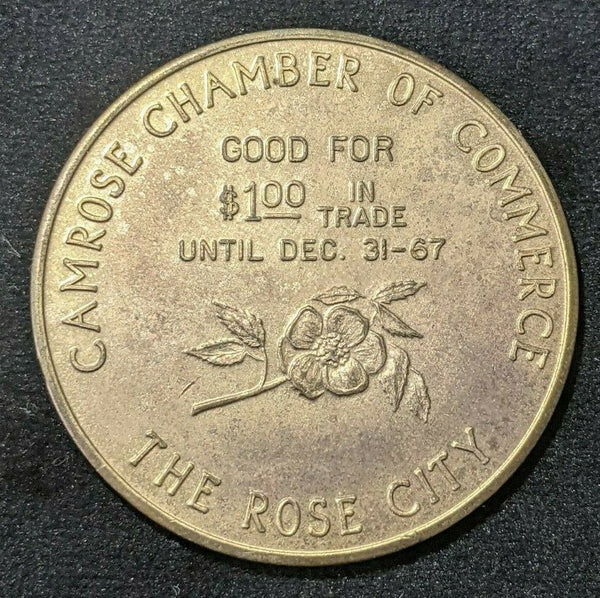 CAMROSE CHAMBER OF COMMERCE
GOOD FOR
$1.00 IN TRADE
UNTIL DEC. 31-67
THE ROSE CITY